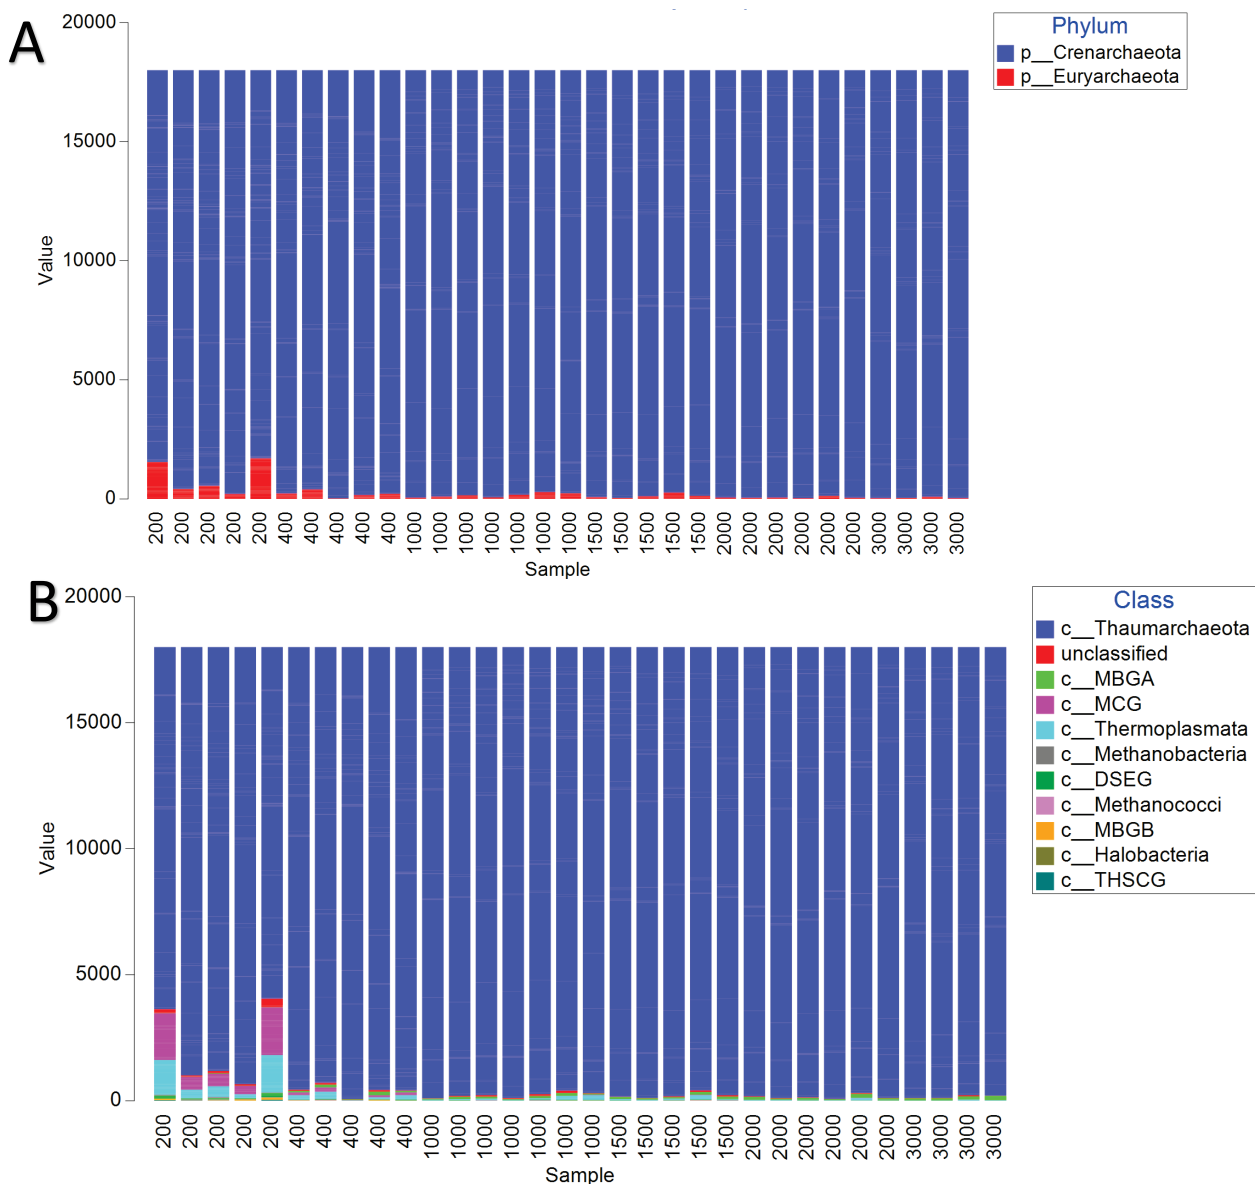 A
20000
15000
10000
5000
0
Value
200 200 200 200 200 400 400 400 400 400 1000 1000 1000 1000 1000 1000 1000 1500 1500 1500 1500 1500 2000 2000 2000 2000 2000 2000 3000 3000 3000 3000
Sample
Phylum
p__Crenarchaeota
p__Euryarchaeota
B
20000
15000
10000
5000
0
Value
200 200 200 200 200 400 400 400 400 400 1000 1000 1000 1000 1000 1000 1000 1500 1500 1500 1500 1500 2000 2000 2000 2000 2000 2000 3000 3000 3000 3000
Sample
Class
c__Thaumarchaeota
unclassified
c__MBGA
c__MCG
c__Thermoplasmata
c__Methanobacteria
c__DSEG
c__Methanococci
c__MBGB
c__Halobacteria
c__THSCG